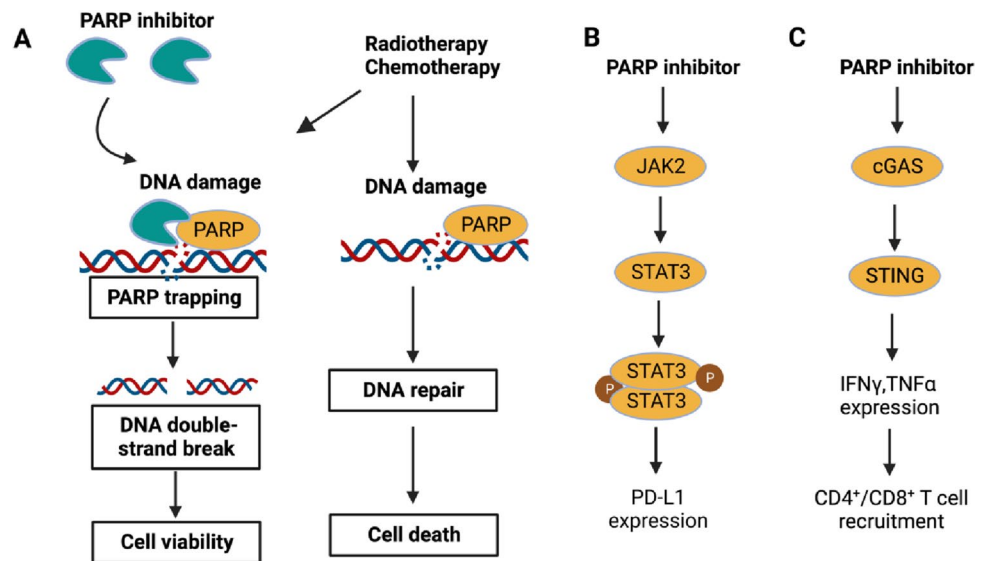 A
PARP inhibitor
Radiotherapy
Chemotherapy
DNA damage
PARP
PARP trapping
DNA double-
strand break
Cell viability
DNA damage
PARP
DNA repair
Cell death
B
PARP inhibitor
JAK2
STAT3
STAT3
P
P
STAT3
PD-L1
expression
C
PARP inhibitor
cGAS
STING
IFNγ,TNFα
expression
CD4⁺/CD8⁺ T cell
recruitment